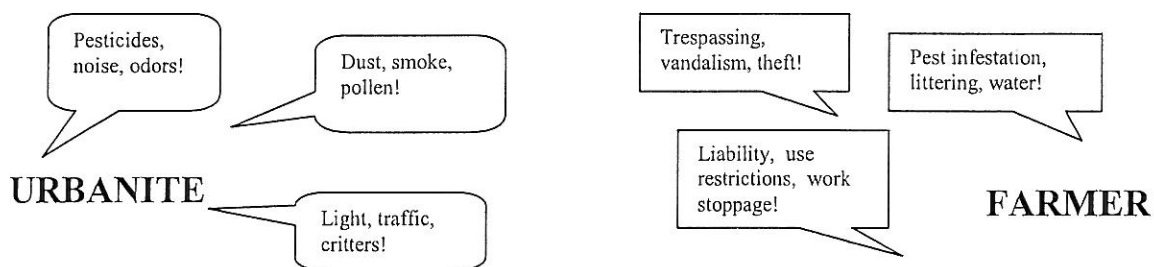 Pesticides,
noise, odors!
Dust, smoke,
pollen!
URBANITE
Light, traffic,
critters!
Trespassing,
vandalism, theft!
Pest infestation,
littering, water!
Liability, use
restrictions, work
stoppage!
FARMER